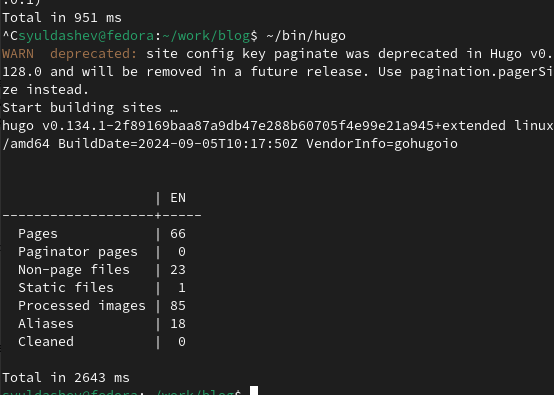 .0.1)
Total in 951 ms
^Csyuldashev@fedora:~/work/blog$ ~/bin/hugo
WARN  deprecated: site config key paginate was deprecated in Hugo v0.
128.0 and will be removed in a future release. Use pagination.pagerSi
ze instead.
Start building sites …
hugo v0.134.1-2f89169baa87a9db47e288b60705f4e99e21a945+extended linux
/amd64 BuildDate=2024-09-05T10:17:50Z VendorInfo=gohugoio
                   | EN
-------------------+-----
  Pages            | 66
  Paginator pages  |  0
  Non-page files   | 23
  Static files     |  1
  Processed images | 85
  Aliases          | 18
  Cleaned          |  0
Total in 2643 ms
syuldashev@fedora:~/work/blog$